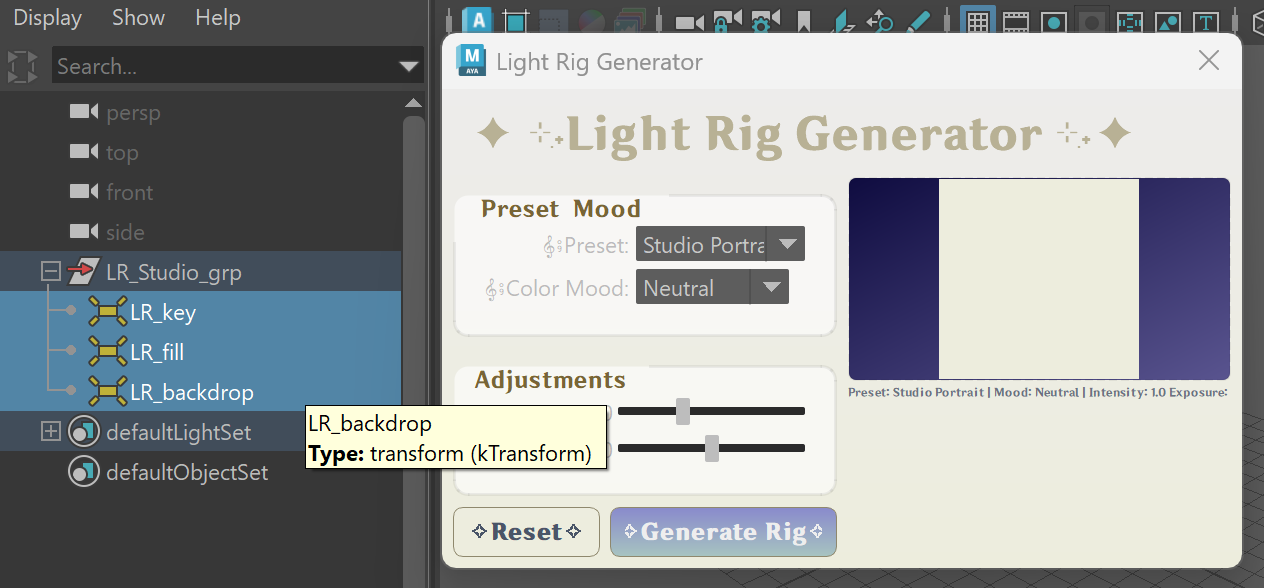 Display Show Help
Search...
persp
top
front
side
LR_Studio_grp
LR_key
LR_fill
LR_backdrop
defaultLightSet
defaultObjectSet
LR_backdrop
Type: transform (kTransform)
A
T
M
AYA
Light Rig Generator
Light Rig Generator
Preset Mood
Preset:
Studio Portra
Color Mood:
Neutral
Adjustments
Reset
Generate Rig
Preset: Studio Portrait | Mood: Neutral | Intensity: 1.0 Exposure: